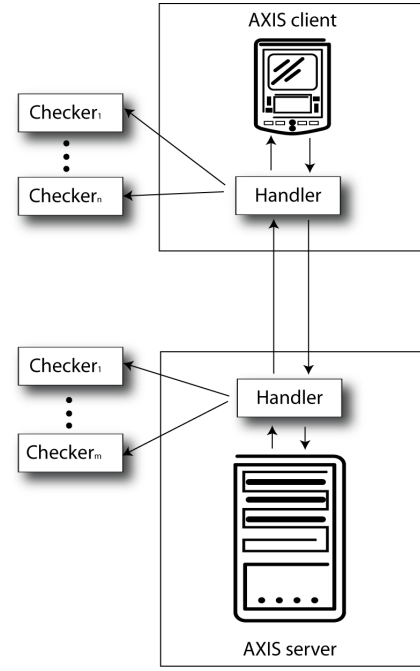 AXIS client
Checker₁
Checkerₙ
Handler
Checker₁
Handler
Checkerₘ
AXIS server